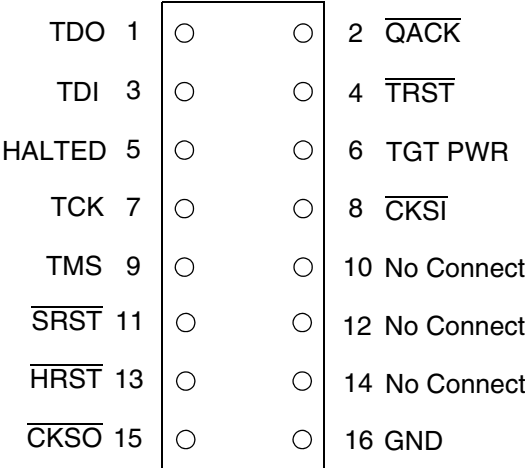 TDO 1 2 QACK
TDI 3 4 TRST
HALTED 5 6 TGT PWR
TCK 7 8 CKSI
TMS 9 10 No Connect
SRST 11 12 No Connect
HRST 13 14 No Connect
CKSO 15 16 GND